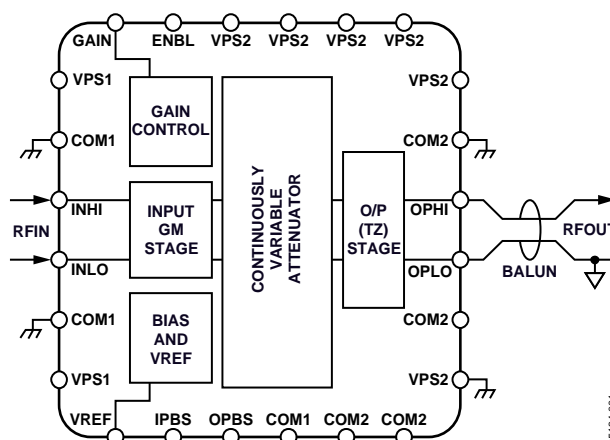 GAIN ENBL VPS2 VPS2 VPS2 VPS2
VPS1
VPS2
GAIN
CONTROL
COM1
COM2
CONTINUOUSLY
VARIABLE
ATTENUATOR
INHI
INPUT
GM
STAGE
O/P
(TZ)
STAGE
OPHI
RFIN
RFOUT
INLO
OPLO
BALUN
COM1
BIAS
AND
VREF
COM2
VPS1
VPS2
VREF IPBS OPBS COM1 COM2 COM2